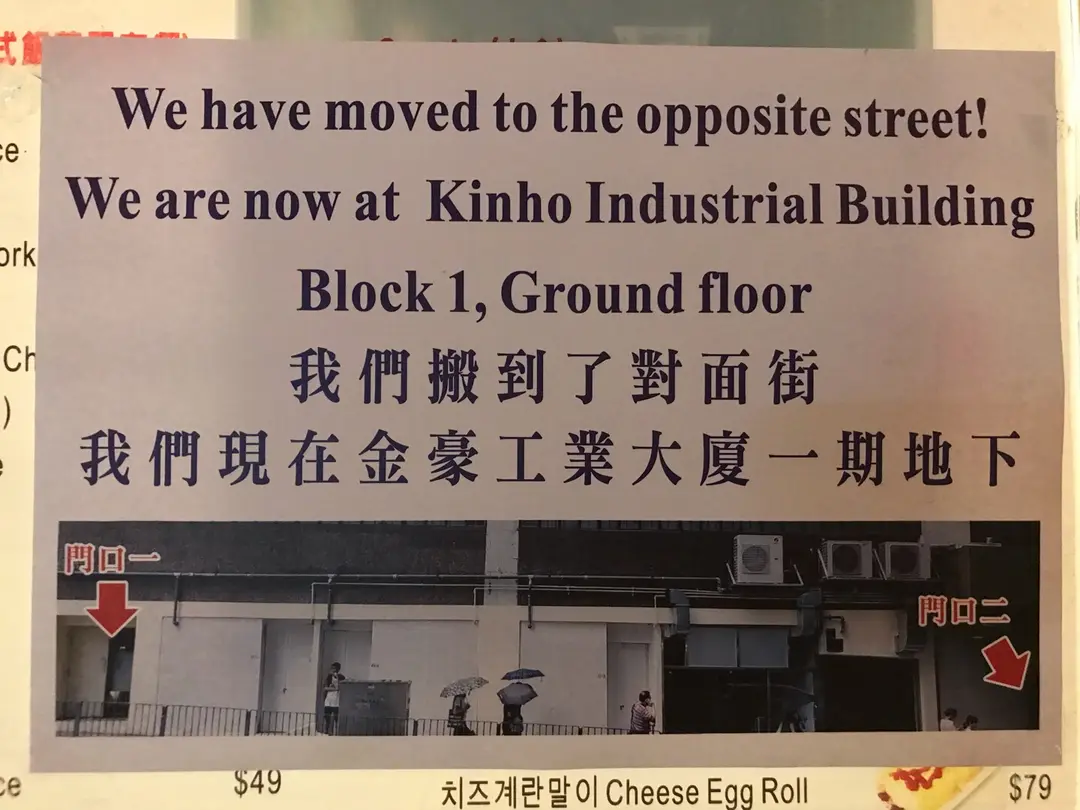 We have moved to the opposite street!
We are now at Kinho Industrial Building
Block 1, Ground floor
我們搬到了對面街
我們現在金豪工業大廈一期地下
門口一
門口二
$49
치즈계란말이 Cheese Egg Roll
$79